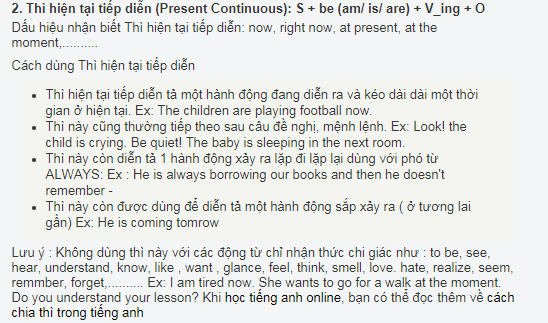 2. Thì hiện tại tiếp diễn (Present Continuous): S + be (am/ is/ are) + V_ing + O
Dấu hiệu nhận biết Thì hiện tại tiếp diễn: now, right now, at present, at the
moment,..........
Cách dùng Thì hiện tại tiếp diễn
• Thì hiện tại tiếp diễn tả một hành động đang diễn ra và kéo dài dài một thời
gian ở hiện tại. Ex: The children are playing football now.
• Thì này cũng thường tiếp theo sau câu đề nghị, mệnh lệnh. Ex: Look! the
child is crying. Be quiet! The baby is sleeping in the next room.
• Thì này còn diễn tả 1 hành động xảy ra lặp đi lặp lại dùng với phó từ
ALWAYS: Ex : He is always borrowing our books and then he doesn't
remember -
• Thì này còn được dùng để diễn tả một hành động sắp xảy ra ( ở tương lai
gần) Ex: He is coming tomrow
Lưu ý : Không dùng thì này với các động từ chỉ nhận thức chi giác như : to be, see,
hear, understand, know, like , want , glance, feel, think, smell, love. hate, realize, seem,
remmber, forget,.......... Ex: I am tired now. She wants to go for a walk at the moment.
Do you understand your lesson? Khi học tiếng anh online, bạn có thể đọc thêm về cách
chia thì trong tiếng anh